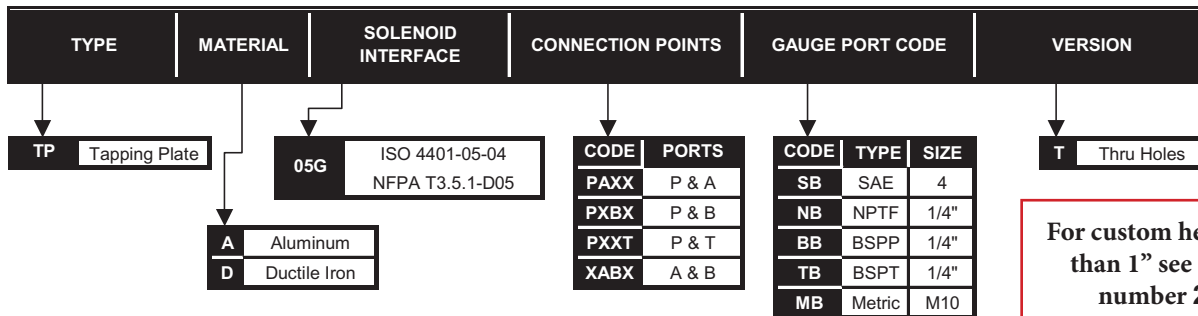 TYPE MATERIAL SOLENOID INTERFACE CONNECTION POINTS GAUGE PORT CODE VERSION
TP Tapping Plate
A Aluminum
D Ductile Iron
05G ISO 4401-05-04
NFPA T3.5.1-D05
CODE PORTS
PAXX P & A
PXBX P & B
PXXT P & T
XABX A & B
CODE TYPE SIZE
SB SAE 4
NB NPTF 1/4"
BB BSPP 1/4"
TB BSPT 1/4"
MB Metric M10
T Thru Holes
For custom
than 1” see
number